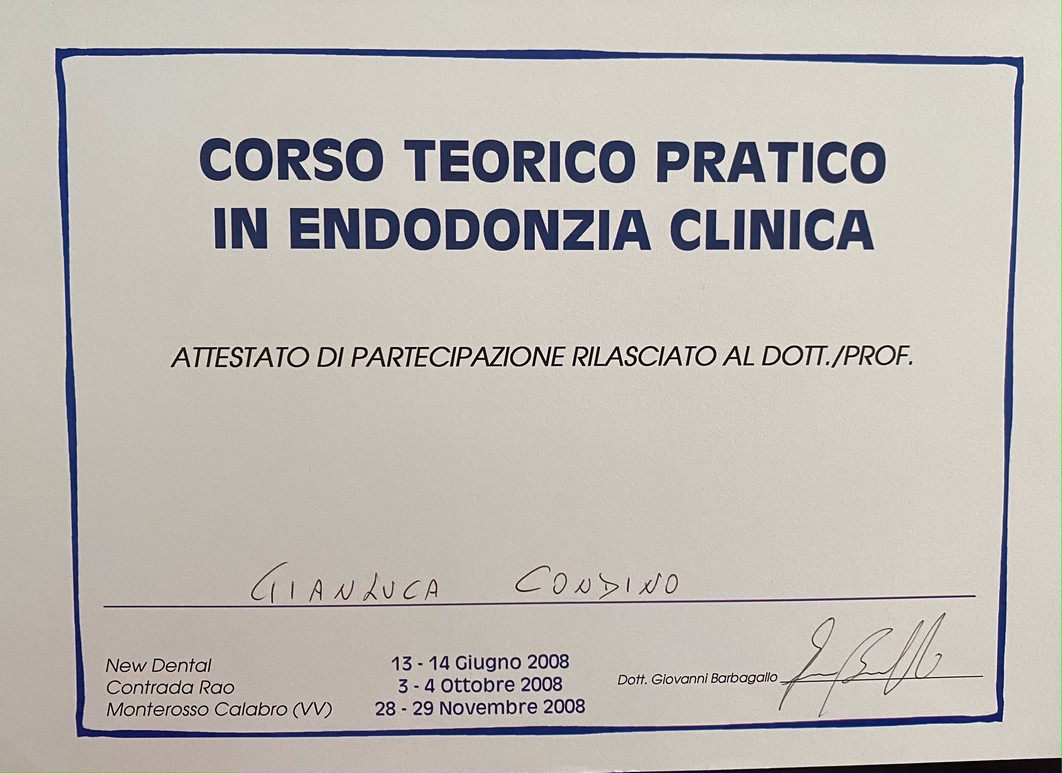 CORSO TEORICO PRATICO
IN ENDODONZIA CLINICA
ATTESTATO DI PARTECIPAZIONE RILASCIATO AL DOTT./PROF.
GIANLUCA CONDINO
New Dental
Contrada Rao
Monterosso Calabro (VV)
13 - 14 Giugno 2008
3 - 4 Ottobre 2008
28 - 29 Novembre 2008
Dott. Giovanni Barbagallo